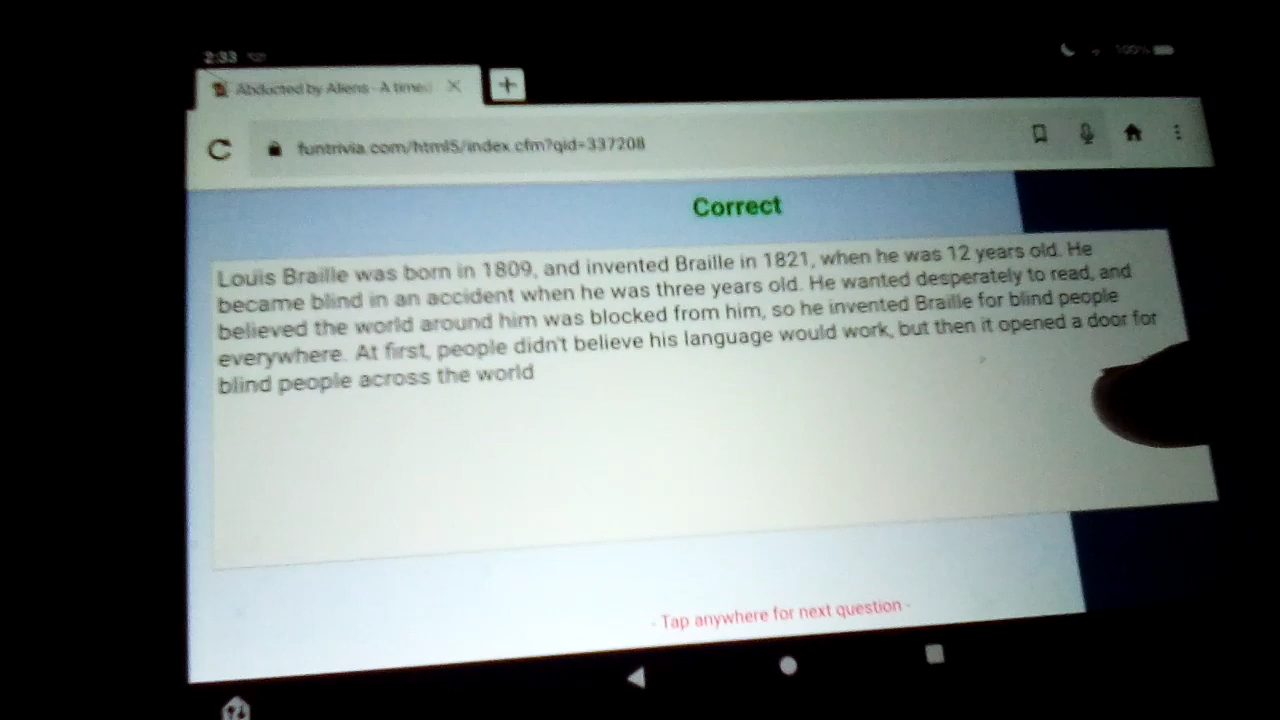 2:33
100%
Abducted by Aliens - A timed
funtrivia.com/html5/index.cfm?qid=337208
Correct
Louis Braille was born in 1809, and invented Braille in 1821, when he was 12 years old. He
became blind in an accident when he was three years old. He wanted desperately to read, and
believed the world around him was blocked from him, so he invented Braille for blind people
everywhere. At first, people didn't believe his language would work, but then it opened a door for
blind people across the world
- Tap anywhere for next question -